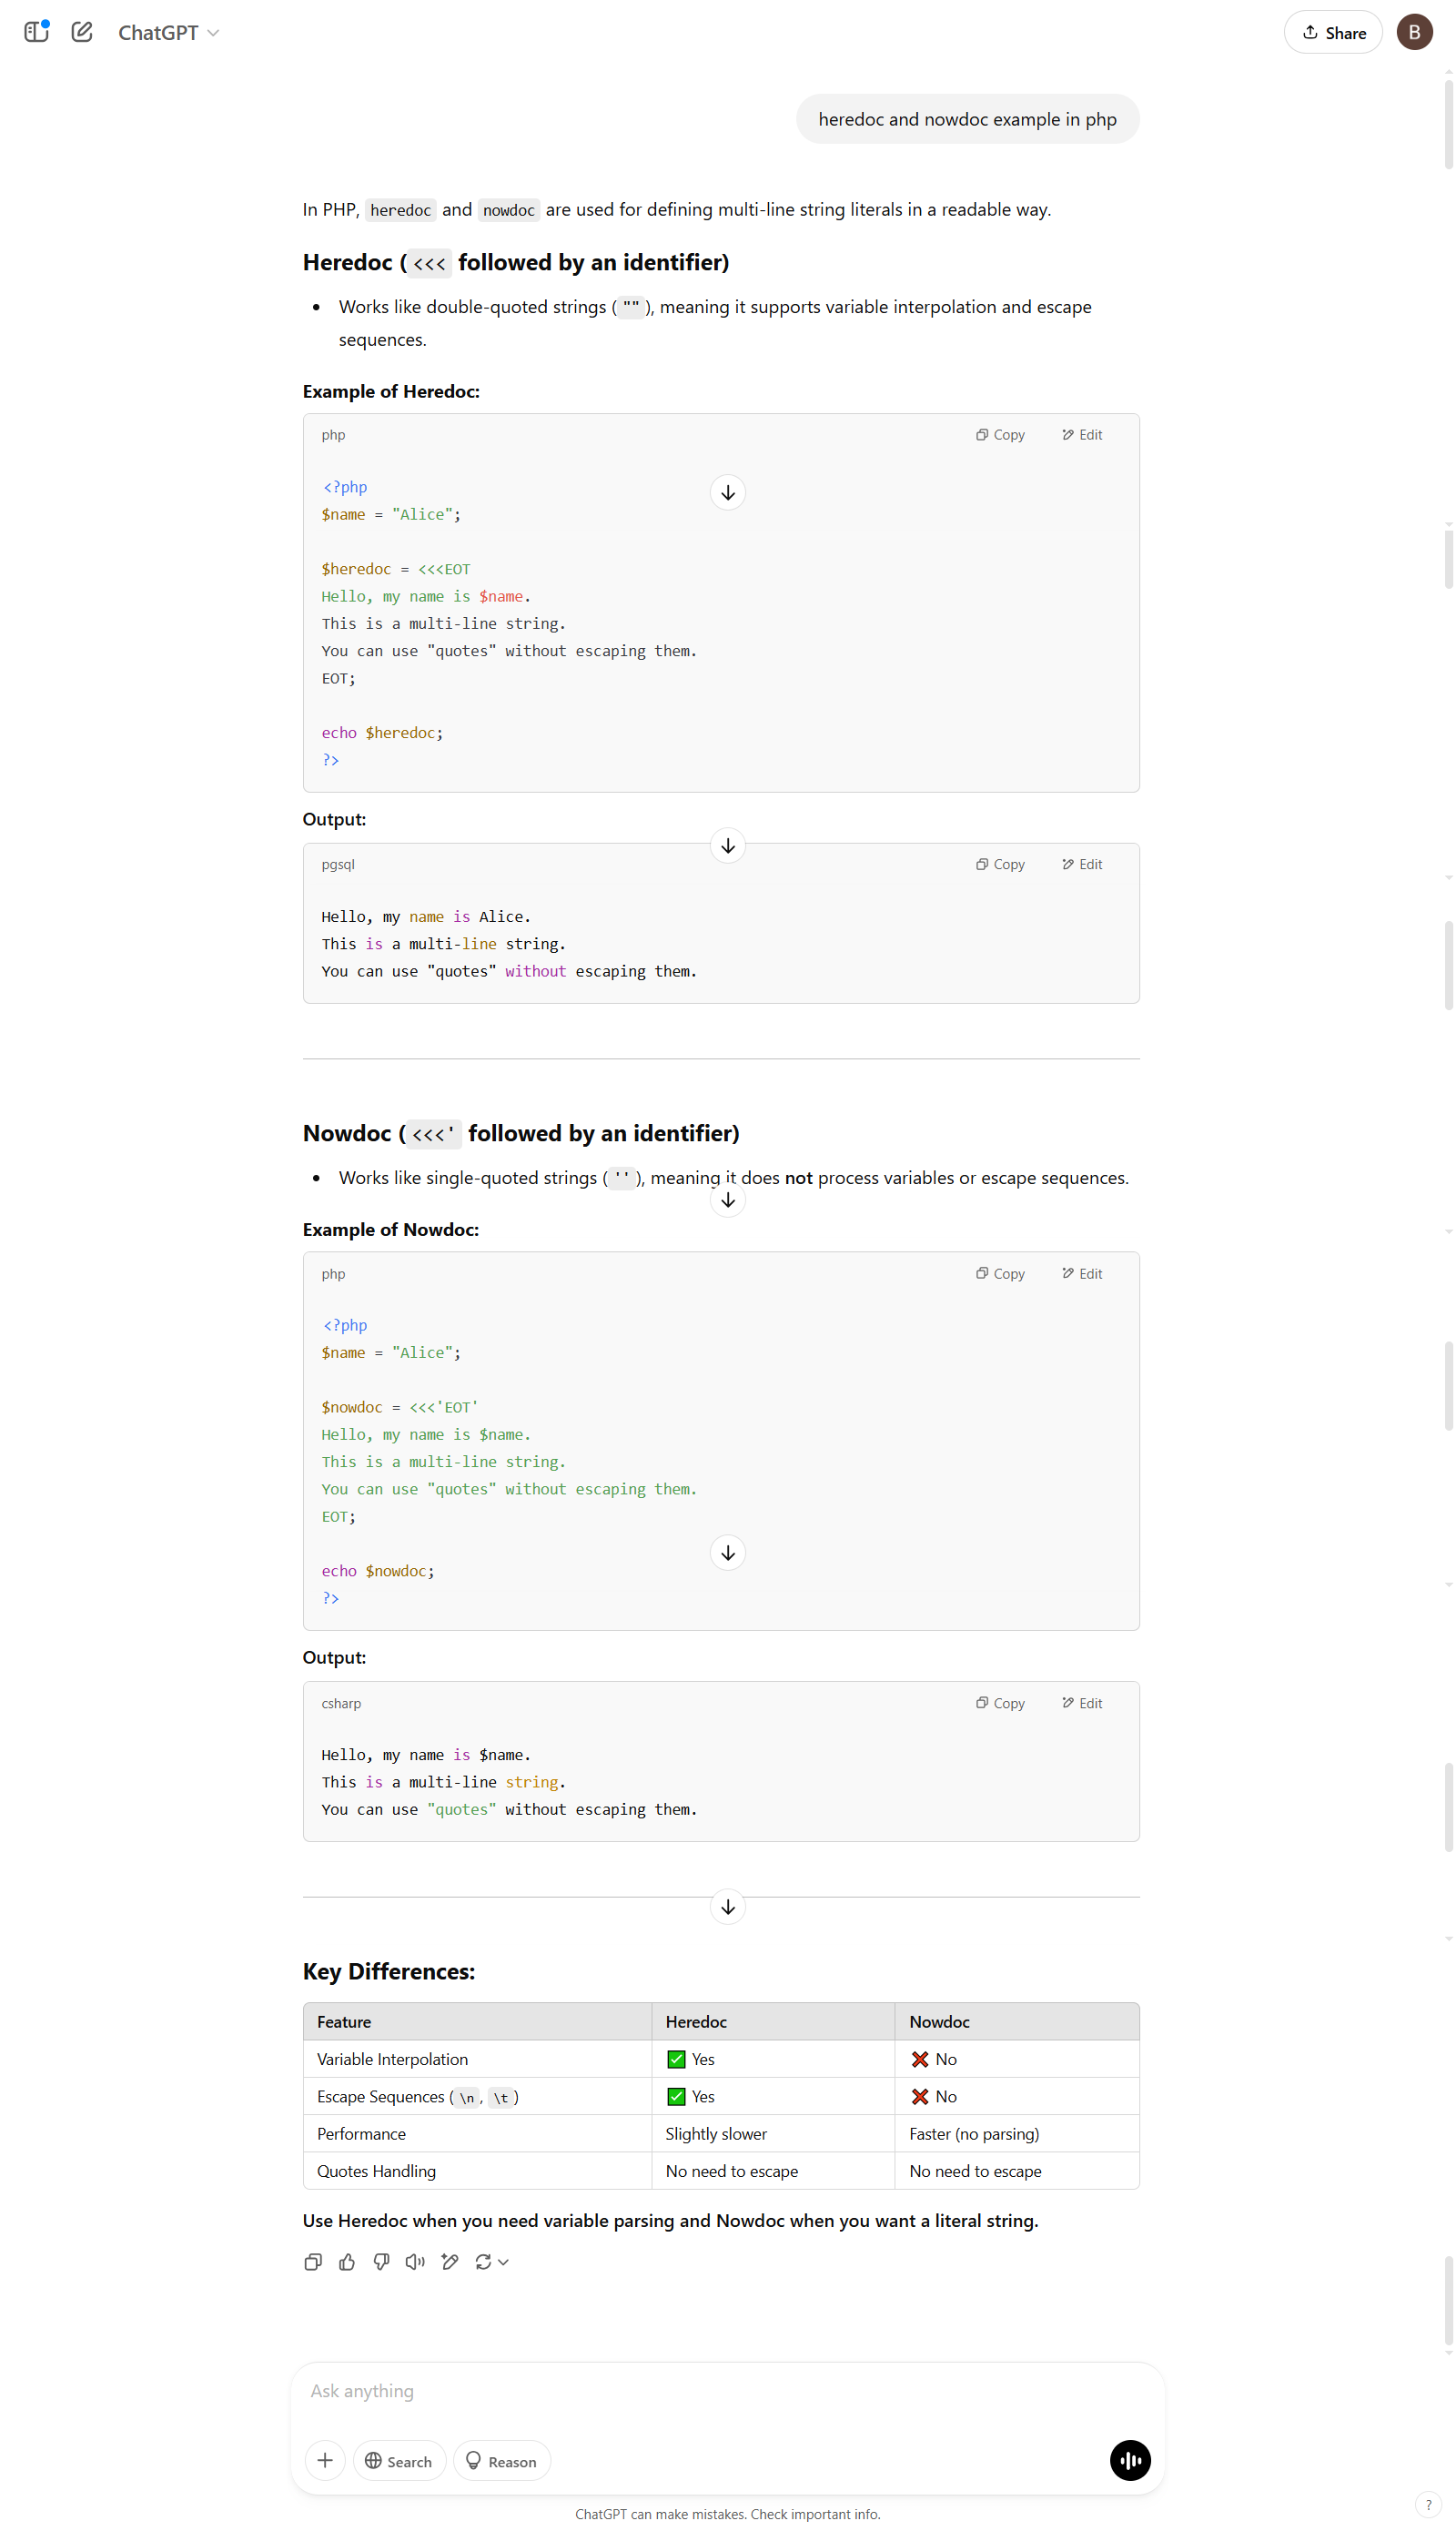 ChatGPT
Share
B
heredoc and nowdoc example in php
In PHP, heredoc and nowdoc are used for defining multi-line string literals in a readable way.
Heredoc (<<< followed by an identifier)
• Works like double-quoted strings (""), meaning it supports variable interpolation and escape
sequences.
Example of Heredoc:
php Copy Edit
<?php
$name = "Alice";
$heredoc = <<<EOT
Hello, my name is $name.
This is a multi-line string.
You can use "quotes" without escaping them.
EOT;
echo $heredoc;
?>
Output:
pgsql Copy Edit
Hello, my name is Alice.
This is a multi-line string.
You can use "quotes" without escaping them.
Nowdoc (<<<' followed by an identifier)
• Works like single-quoted strings (''), meaning it does not process variables or escape sequences.
Example of Nowdoc:
php Copy Edit
<?php
$name = "Alice";
$nowdoc = <<<'EOT'
Hello, my name is $name.
This is a multi-line string.
You can use "quotes" without escaping them.
EOT;
echo $nowdoc;
?>
Output:
csharp Copy Edit
Hello, my name is $name.
This is a multi-line string.
You can use "quotes" without escaping them.
Key Differences:
Feature Heredoc Nowdoc
Variable Interpolation ✅ Yes ❌ No
Escape Sequences (\n, \t) ✅ Yes ❌ No
Performance Slightly slower Faster (no parsing)
Quotes Handling No need to escape No need to escape
Use Heredoc when you need variable parsing and Nowdoc when you want a literal string.
Ask anything
Search Reason
ChatGPT can make mistakes. Check important info.
?